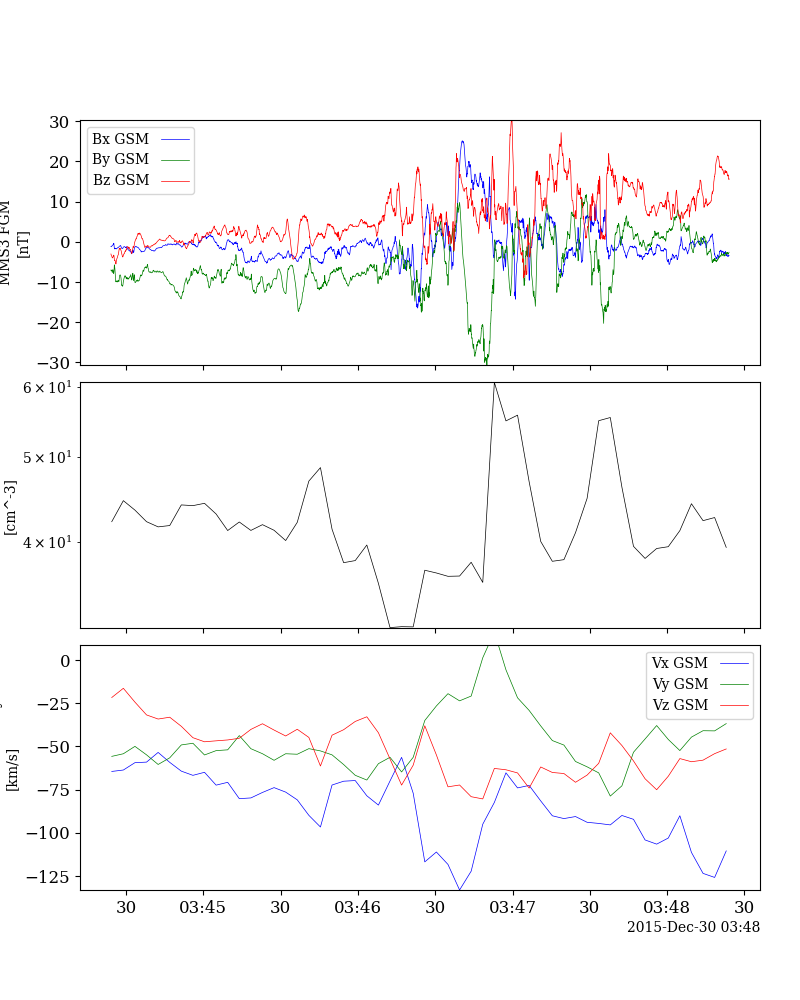 30
20
10
0
−10
−20
−30
MMS3 FGM
[nT]
Bx GSM
By GSM
Bz GSM
6 × 10¹
5 × 10¹
4 × 10¹
[cm^-3]
0
−25
−50
−75
−100
−125
[km/s]
Vx GSM
Vy GSM
Vz GSM
30 03:45 30 03:46 30 03:47 30 03:48 30
2015-Dec-30 03:48